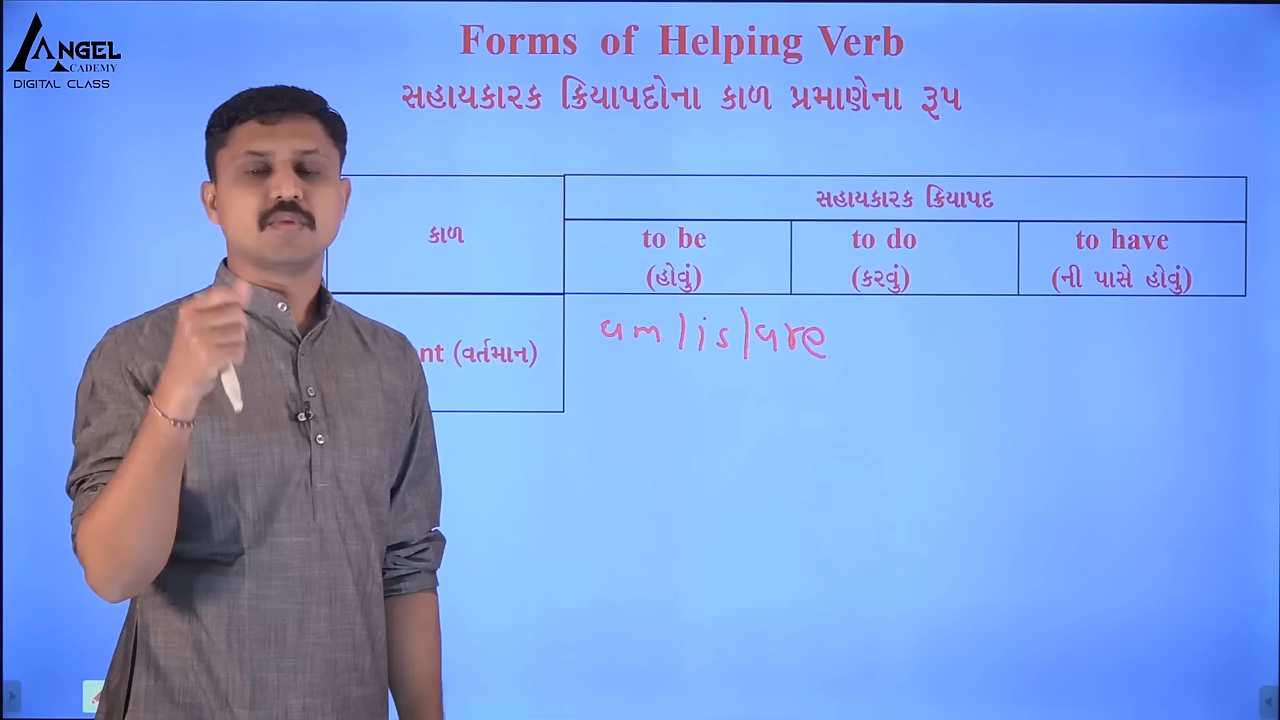 ANGEL
ACADEMY
DIGITAL CLASS
Forms of Helping Verb
સહાયકારક ક્રિયાપદોના કાળ પ્રમાણેના રૂપ
કાળ
સહાયકારક ક્રિયાપદ
to be
(હોવું)
to do
(કરવું)
to have
(ની પાસે હોવું)
nt (વર્તમાન)
am/is/are